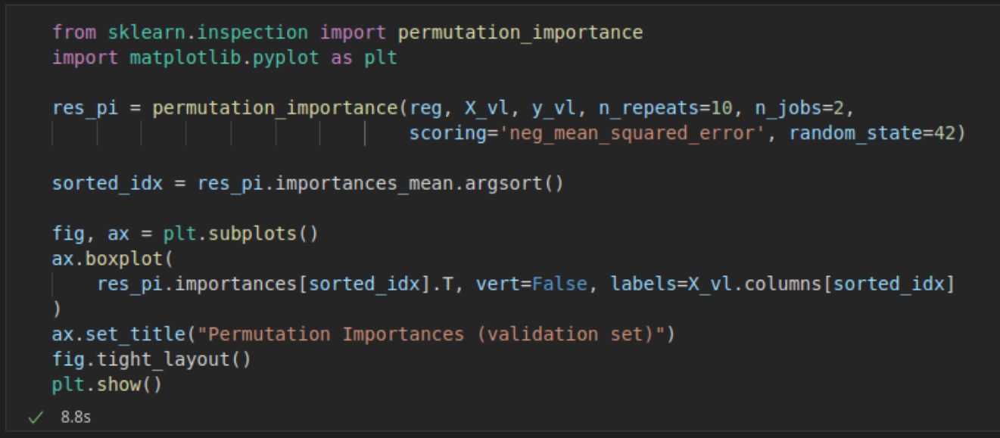 from sklearn.inspection import permutation_importance
import matplotlib.pyplot as plt
res_pi = permutation_importance(reg, X_vl, y_vl, n_repeats=10, n_jobs=2,
scoring='neg_mean_squared_error', random_state=42)
sorted_idx = res_pi.importances_mean.argsort()
fig, ax = plt.subplots()
ax.boxplot(
res_pi.importances[sorted_idx].T, vert=False, labels=X_vl.columns[sorted_idx]
)
ax.set_title("Permutation Importances (validation set)")
fig.tight_layout()
plt.show()
8.8s